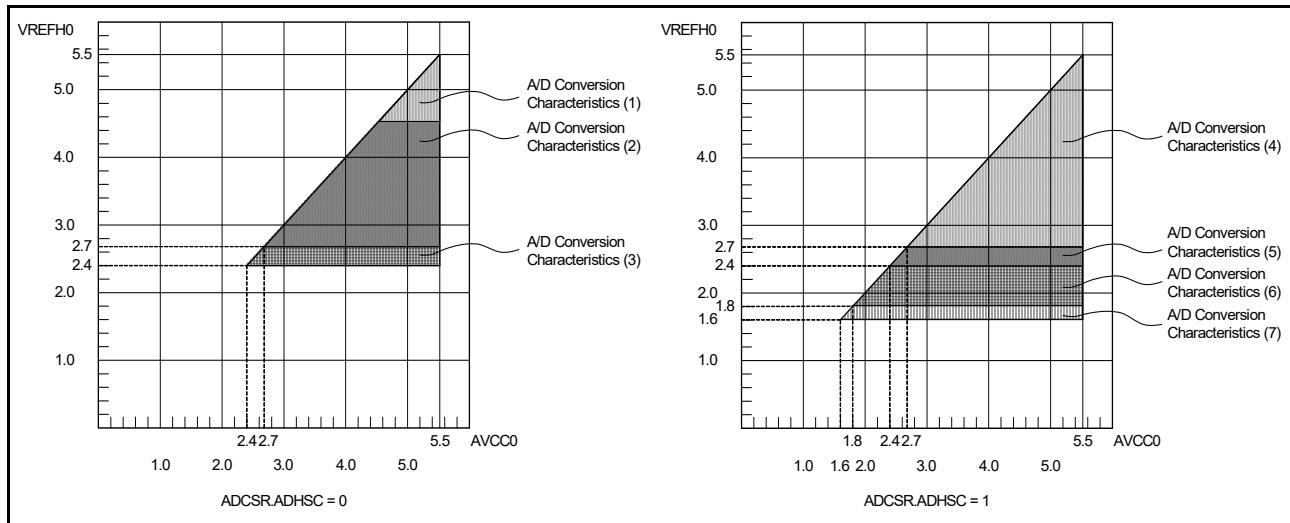 VREFH0
5.5
5.0
4.0
3.0
2.7
2.4
2.0
1.0
A/D Conversion
Characteristics (1)
A/D Conversion
Characteristics (2)
A/D Conversion
Characteristics (3)
2.4 2.7 5.5 AVCC0
1.0 2.0 3.0 4.0 5.0
ADCSR.ADHSC = 0
VREFH0
5.5
5.0
4.0
3.0
2.7
2.4
2.0
1.8
1.6
1.0
A/D Conversion
Characteristics (4)
A/D Conversion
Characteristics (5)
A/D Conversion
Characteristics (6)
A/D Conversion
Characteristics (7)
1.8 2.4 2.7 5.5 AVCC0
1.0 1.6 2.0 3.0 4.0 5.0
ADCSR.ADHSC = 1